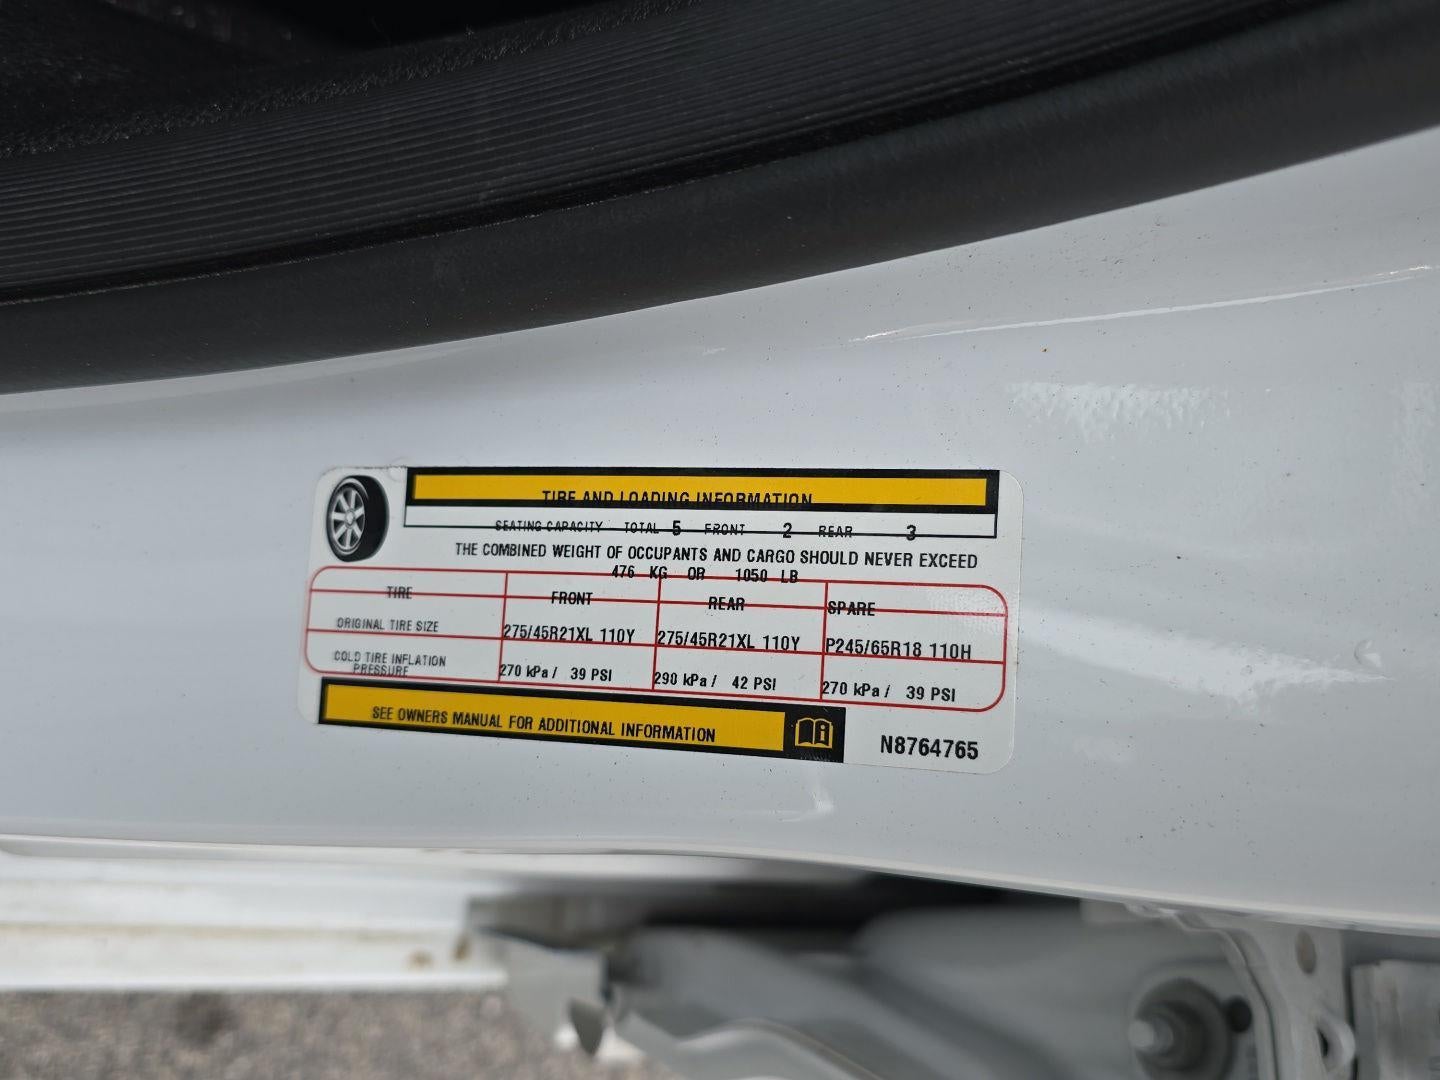 TIRE AND LOADING INFORMATION
SEATING CAPACITY TOTAL 5 FRONT 2 REAR 3
THE COMBINED WEIGHT OF OCCUPANTS AND CARGO SHOULD NEVER EXCEED
476 KG OR 1050 LB
TIRE FRONT REAR SPARE
ORIGINAL TIRE SIZE 275/45R21XL 110Y 275/45R21XL 110Y P245/65R18 110H
COLD TIRE INFLATION
PRESSURE 270 kPa / 39 PSI 290 kPa / 42 PSI 270 kPa / 39 PSI
SEE OWNERS MANUAL FOR ADDITIONAL INFORMATION
N8764765